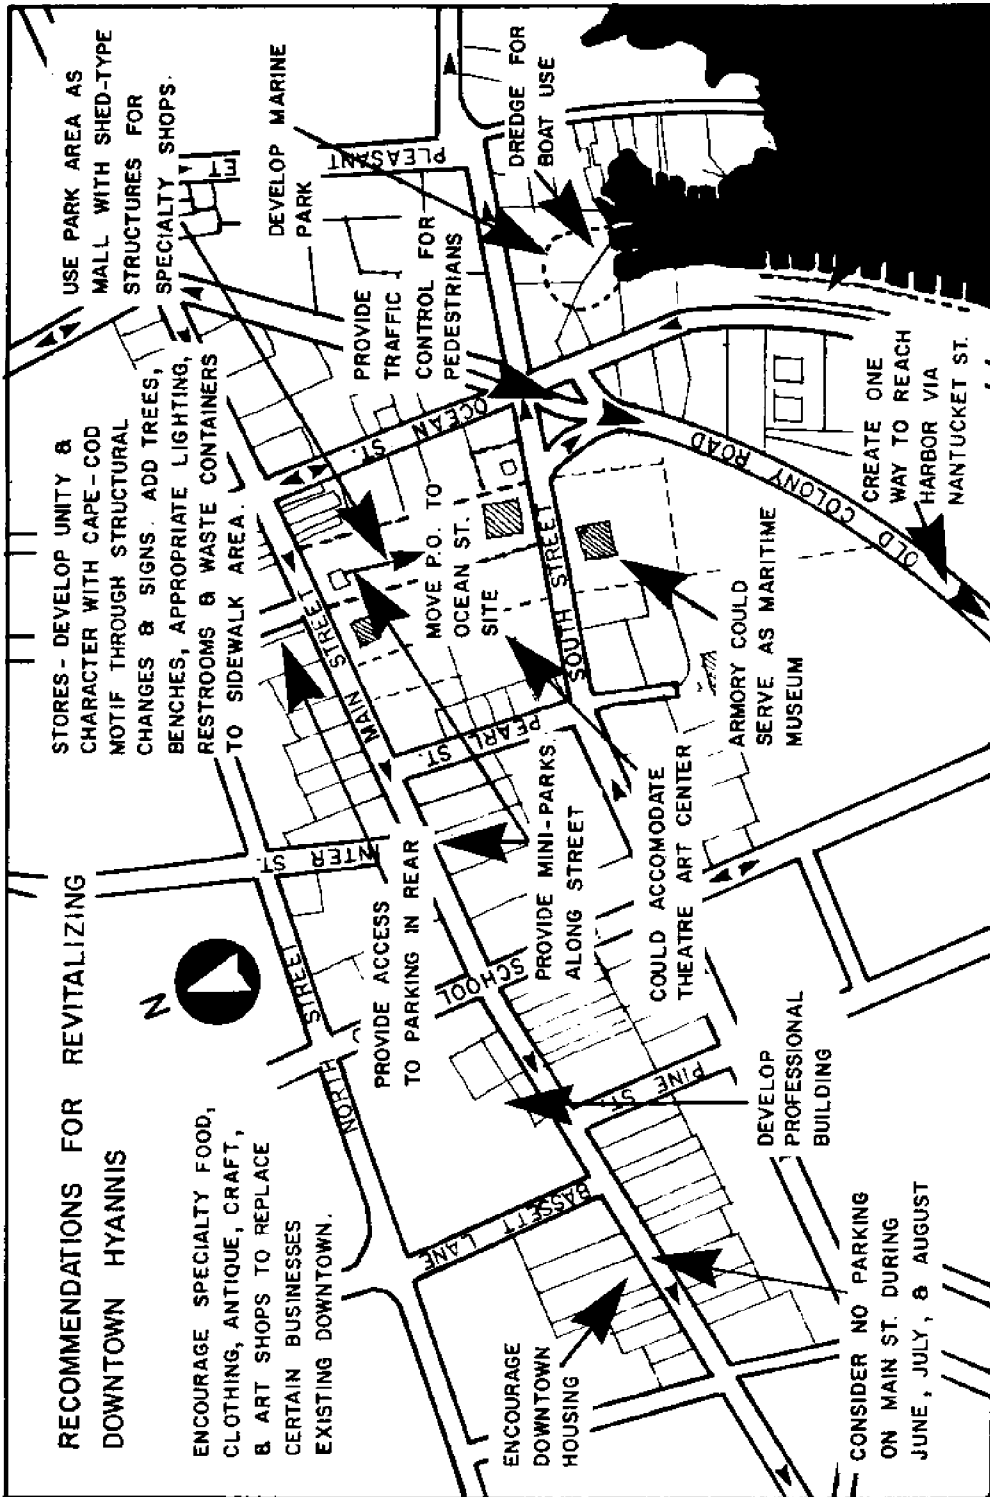 RECOMMENDATIONS FOR REVITALIZING
DOWNTOWN HYANNIS
ENCOURAGE SPECIALTY FOOD,
CLOTHING, ANTIQUE, CRAFT,
& ART SHOPS TO REPLACE
CERTAIN BUSINESSES
EXISTING DOWNTOWN.
N
STORES - DEVELOP UNITY &
CHARACTER WITH CAPE-COD
MOTIF THROUGH STRUCTURAL
CHANGES & SIGNS. ADD TREES,
BENCHES, APPROPRIATE LIGHTING,
RESTROOMS & WASTE CONTAINERS
TO SIDEWALK AREA.
USE PARK AREA AS
MALL WITH SHED-TYPE
STRUCTURES FOR
SPECIALTY SHOPS.
DEVELOP MARINE
PARK
PROVIDE
TRAFFIC
CONTROL FOR
PEDESTRIANS
DREDGE FOR
BOAT USE
PROVIDE ACCESS
TO PARKING IN REAR
MOVE P.O. TO
OCEAN ST.
SITE
ENCOURAGE
DOWNTOWN
HOUSING
PROVIDE MINI-PARKS
ALONG STREET
COULD ACCOMODATE
THEATRE ART CENTER
ARMORY COULD
SERVE AS MARITIME
MUSEUM
CREATE ONE
WAY TO REACH
HARBOR VIA
NANTUCKET ST.
DEVELOP
PROFESSIONAL
BUILDING
CONSIDER NO PARKING
ON MAIN ST. DURING
JUNE, JULY, & AUGUST
NORTH STREET
NTER ST.
MAIN STREET
OCEAN ST.
PLEASANT
ET
SCHOOL
PEARL ST.
SOUTH STREET
OLD COLONY ROAD
BASSETT LANE
PINE ST.